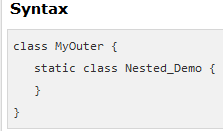 Syntax
class MyOuter {
static class Nested_Demo {
}
}